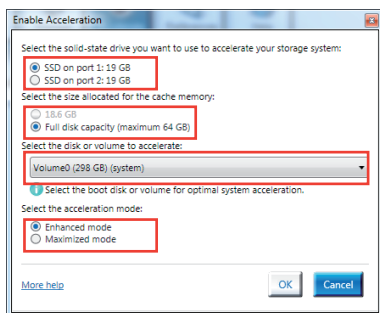 Enable Acceleration
Select the solid-state drive you want to use to accelerate your storage system:
SSD on port 1: 19 GB
SSD on port 2: 19 GB
Select the size allocated for the cache memory:
18.6 GB
Full disk capacity (maximum 64 GB)
Select the disk or volume to accelerate:
Volume0 (298 GB) (system)
Select the boot disk or volume for optimal system acceleration.
Select the acceleration mode:
Enhanced mode
Maximized mode
More help OK Cancel